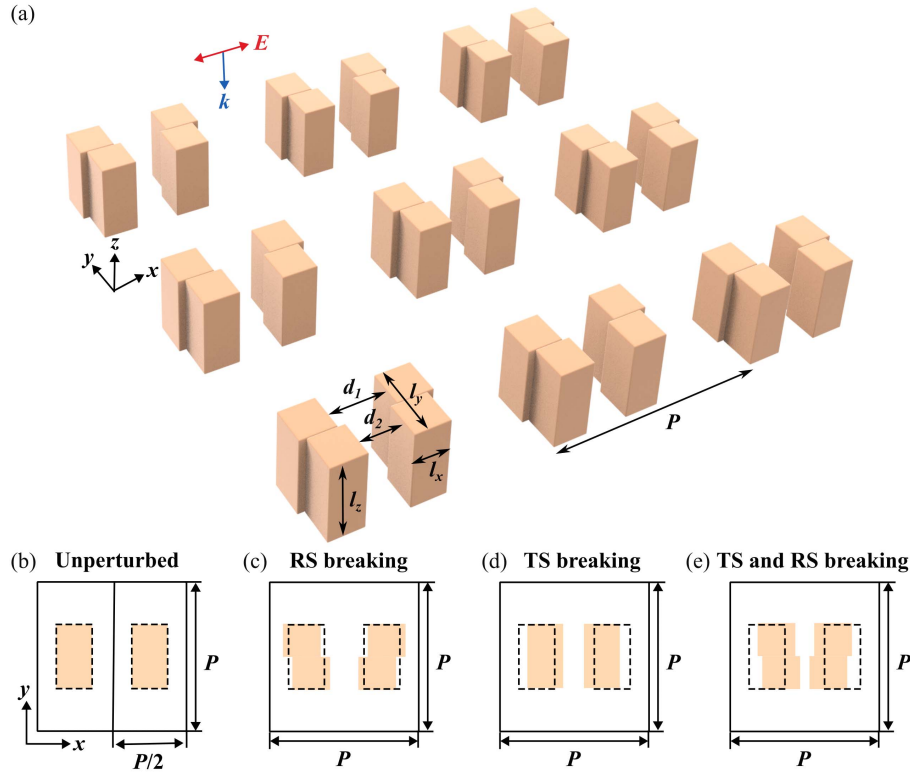 (a)
E
k
z
y
x
d1
ly
d2
lx
lz
P
(b) Unperturbed
(c) RS breaking
(d) TS breaking
(e) TS and RS breaking
P
P
P
P
y
x
P/2
P
P
P